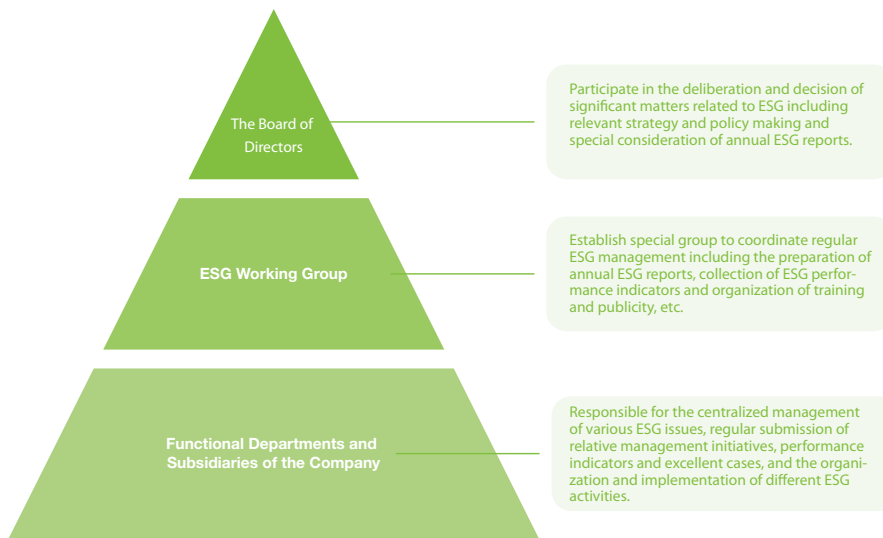 The Board of
Directors
Participate in the deliberation and decision of
significant matters related to ESG including
relevant strategy and policy making and
special consideration of annual ESG reports.
ESG Working Group
Establish special group to coordinate regular
ESG management including the preparation of
annual ESG reports, collection of ESG perfor-
mance indicators and organization of training
and publicity, etc.
Functional Departments and
Subsidiaries of the Company
Responsible for the centralized management
of various ESG issues, regular submission of
relative management initiatives, performance
indicators and excellent cases, and the organi-
zation and implementation of different ESG
activities.